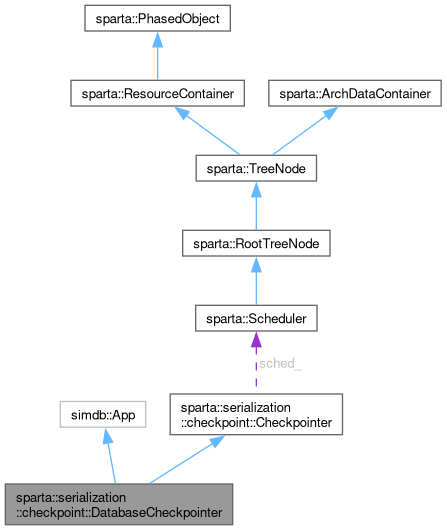 sparta::PhasedObject
sparta::ResourceContainer
sparta::ArchDataContainer
sparta::TreeNode
sparta::RootTreeNode
sparta::Scheduler
sched_
simdb::App
sparta::serialization
::checkpoint::Checkpointer
sparta::serialization
::checkpoint::DatabaseCheckpointer